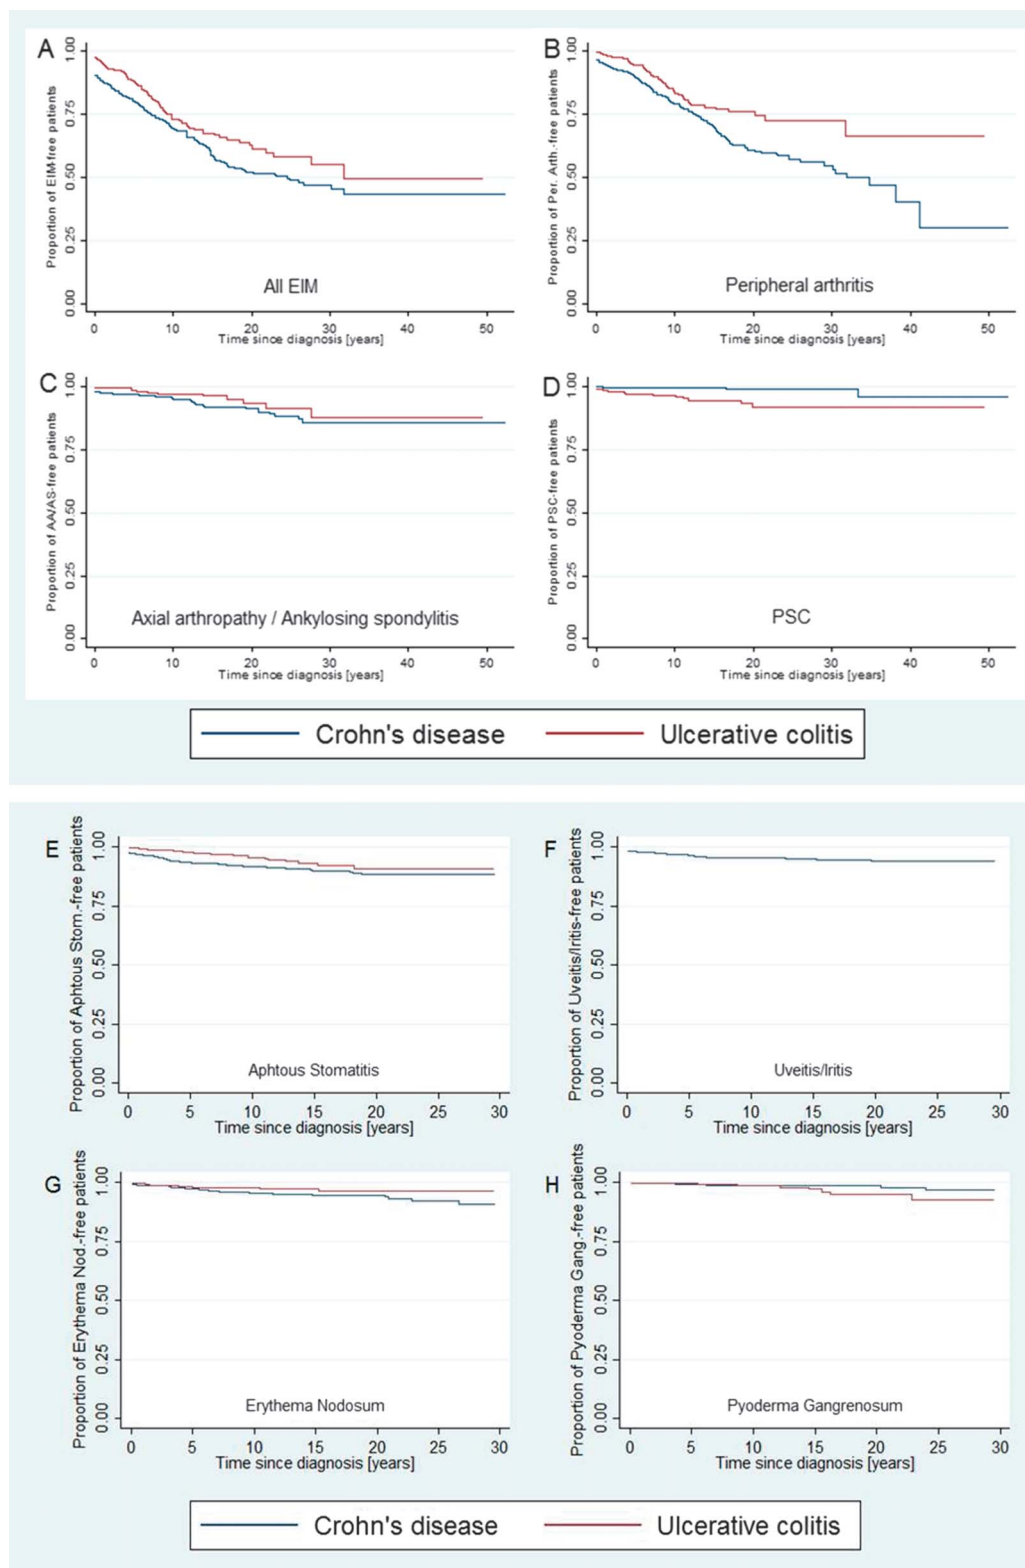 A
Proportion of EIM-free patients
1.00
0.75
0.50
0.25
0.00
All EIM
0 10 20 30 40 50
Time since diagnosis [years]
B
Proportion of Per. Arth.-free patients
1.00
0.75
0.50
0.25
0.00
Peripheral arthritis
0 10 20 30 40 50
Time since diagnosis [years]
C
Proportion of AA/AS-free patients
1.00
0.75
0.50
0.25
0.00
Axial arthropathy / Ankylosing spondylitis
0 10 20 30 40 50
Time since diagnosis [years]
D
Proportion of PSC-free patients
1.00
0.75
0.50
0.25
0.00
PSC
0 10 20 30 40 50
Time since diagnosis [years]
Crohn's disease Ulcerative colitis
E
Proportion of Aphtous Stom.-free patients
1.00
0.75
0.50
0.25
0.00
Aphtous Stomatitis
0 5 10 15 20 25 30
Time since diagnosis [years]
F
Proportion of Uveitis/Iritis-free patients
1.00
0.75
0.50
0.25
0.00
Uveitis/Iritis
0 5 10 15 20 25 30
Time since diagnosis [years]
G
Proportion of Erythema Nod.-free patients
1.00
0.75
0.50
0.25
0.00
Erythema Nodosum
0 5 10 15 20 25 30
Time since diagnosis [years]
H
Proportion of Pyoderma Gang.-free patients
1.00
0.75
0.50
0.25
0.00
Pyoderma Gangrenosum
0 5 10 15 20 25 30
Time since diagnosis [years]
Crohn's disease Ulcerative colitis